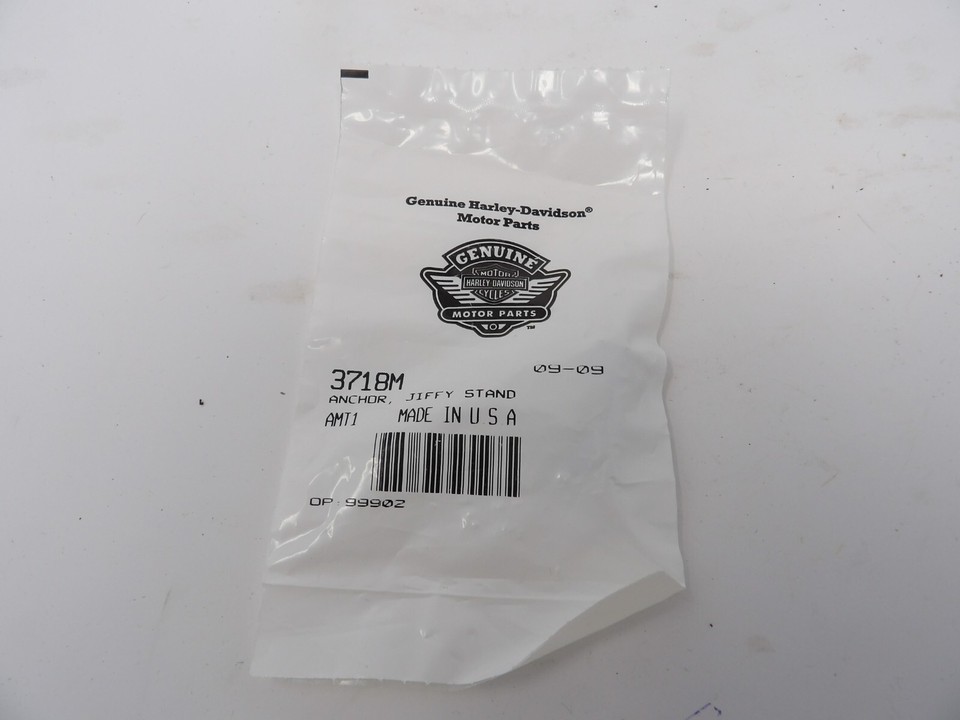 Genuine Harley-Davidson®
Motor Parts
GENUINE
MOTOR
HARLEY-DAVIDSON
CYCLES
MOTOR PARTS
™
09-09
3718M
ANCHOR, JIFFY STAND
AMT1 MADE IN U S A
OP 99902